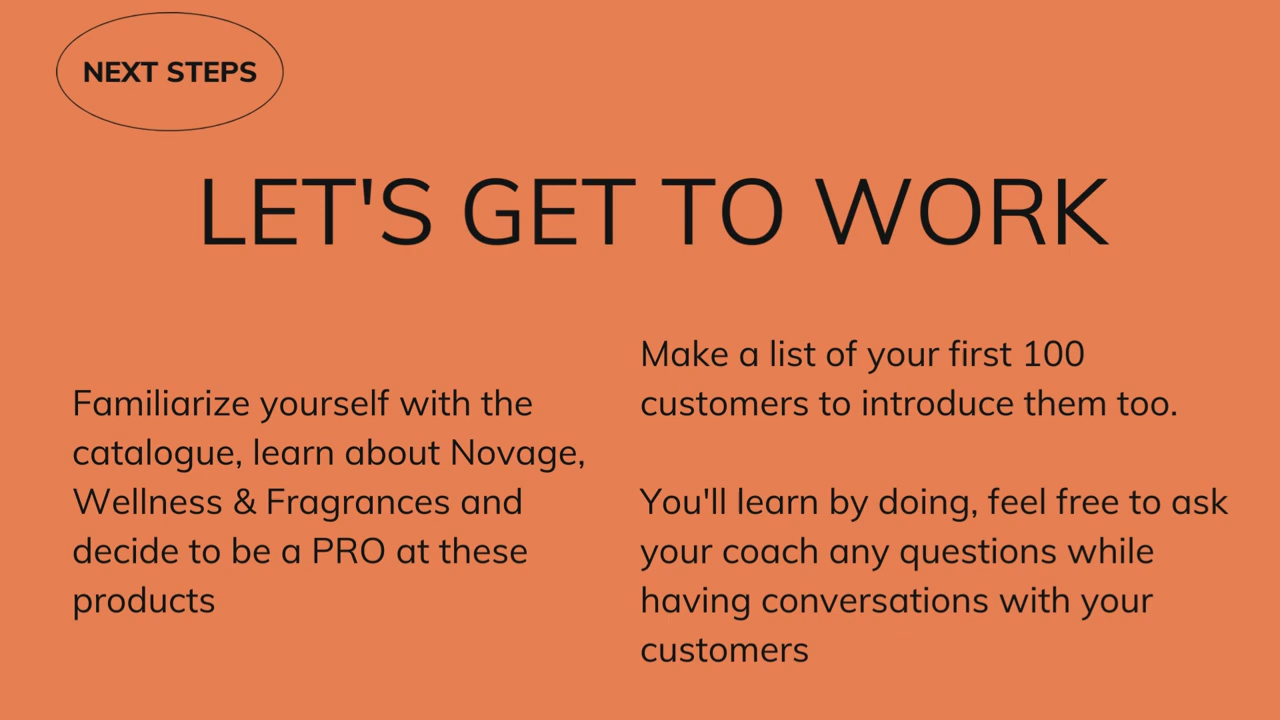 NEXT STEPS
LET'S GET TO WORK
Familiarize yourself with the
catalogue, learn about Novage,
Wellness & Fragrances and
decide to be a PRO at these
products
Make a list of your first 100
customers to introduce them too.
You'll learn by doing, feel free to ask
your coach any questions while
having conversations with your
customers